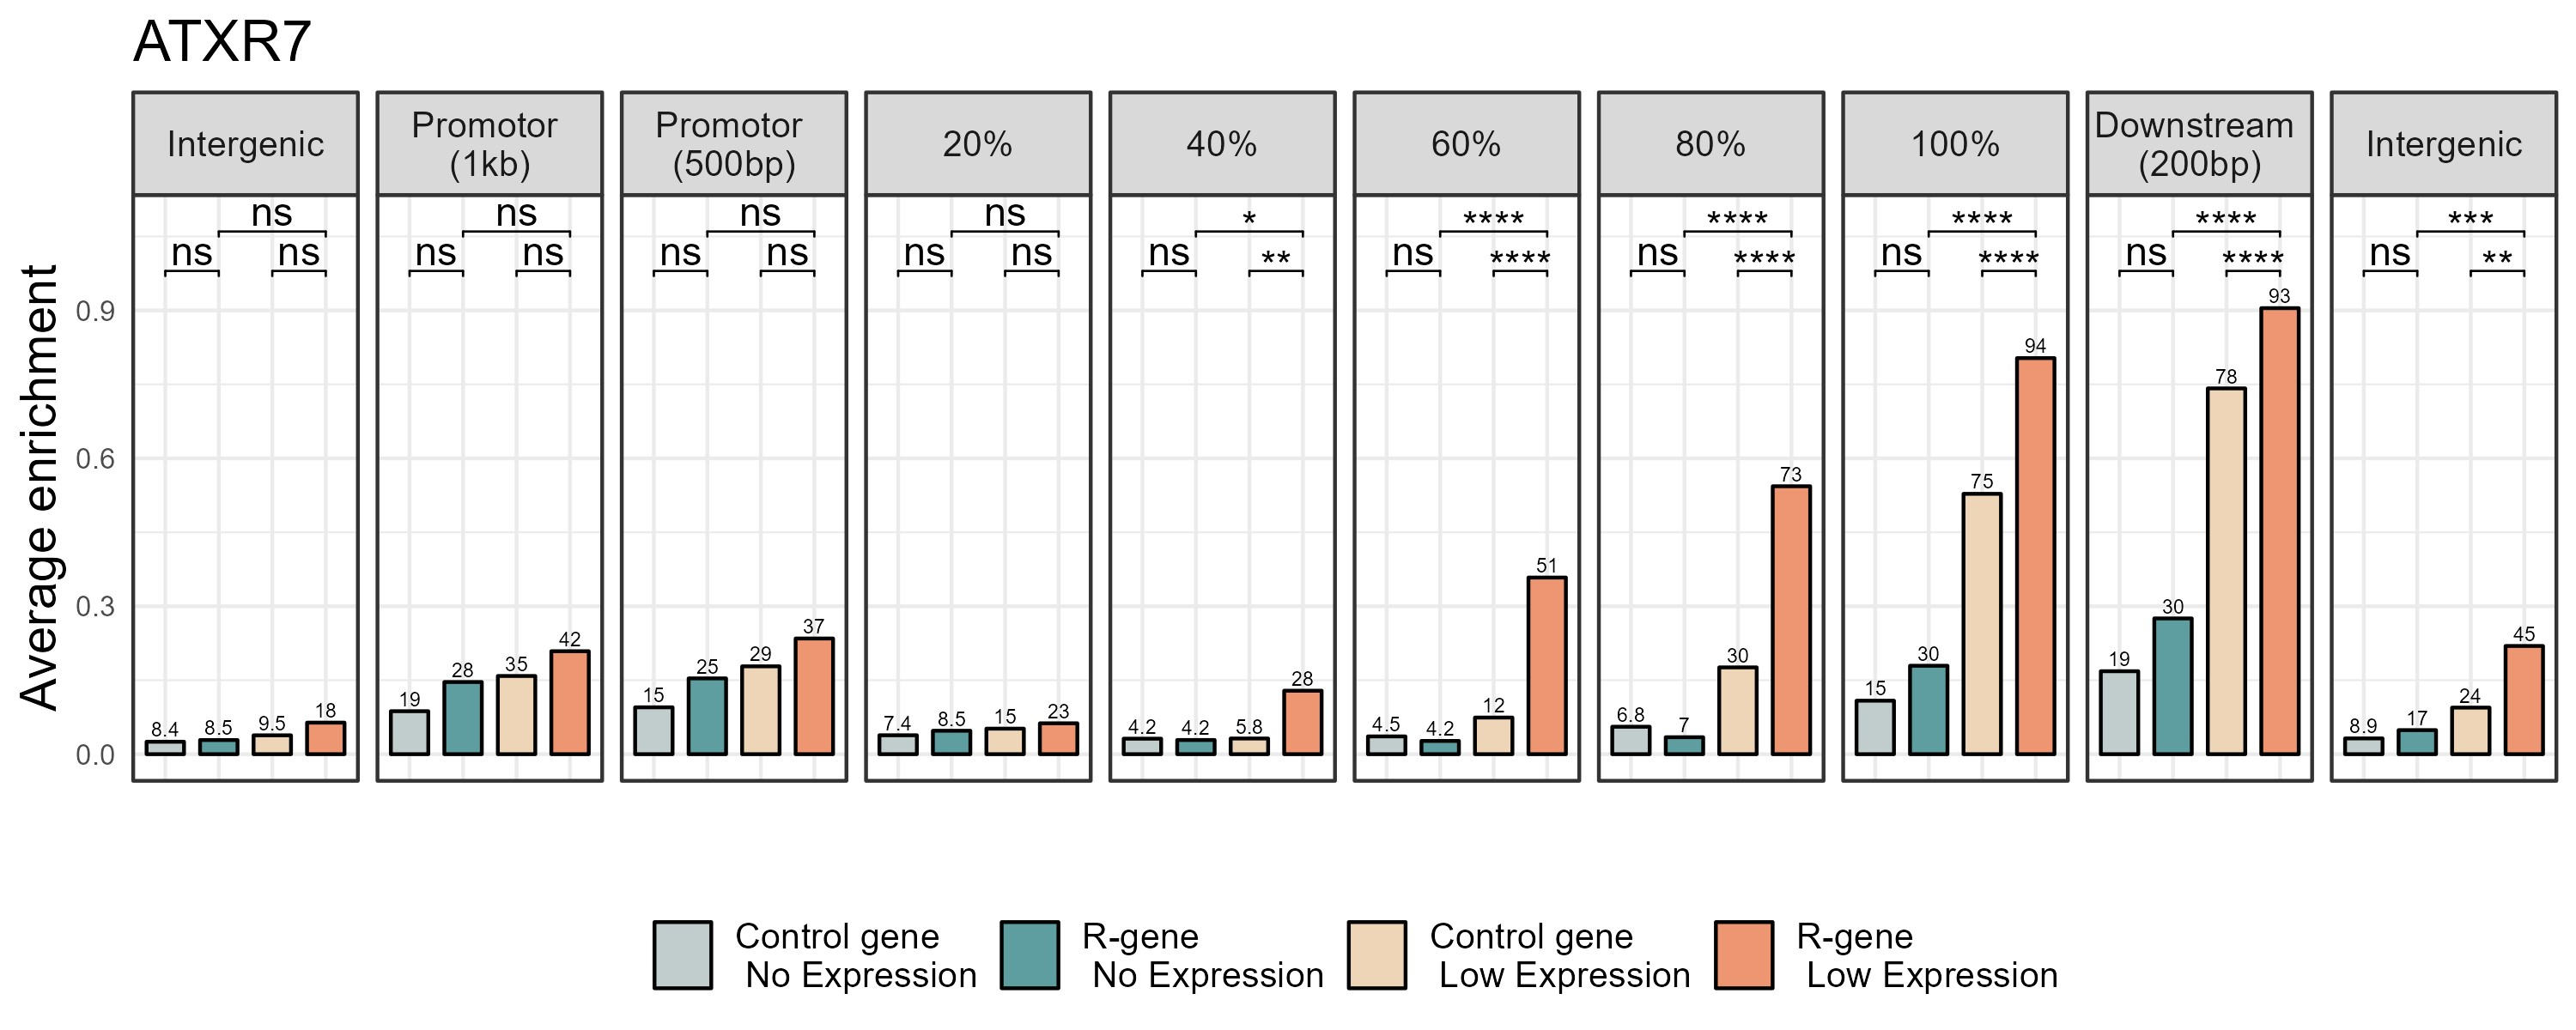 ATXR7
Intergenic
Promotor
(1kb)
Promotor
(500bp)
20%
40%
60%
80%
100%
Downstream
(200bp)
Intergenic
Average enrichment
0.9
0.6
0.3
0.0
ns
ns ns
8.4 8.5 9.5 18
ns
ns ns
19 28 35 42
ns
ns ns
15 25 29 37
ns
ns ns
7.4 8.5 15 23
*
ns **
4.2 4.2 5.8 28
****
ns ****
4.5 4.2 12 51
****
ns ****
6.8 7 30 73
****
ns ****
15 30 75 94
****
ns ****
19 30 78 93
***
ns **
8.9 17 24 45
Control gene
No Expression
R-gene
No Expression
Control gene
Low Expression
R-gene
Low Expression